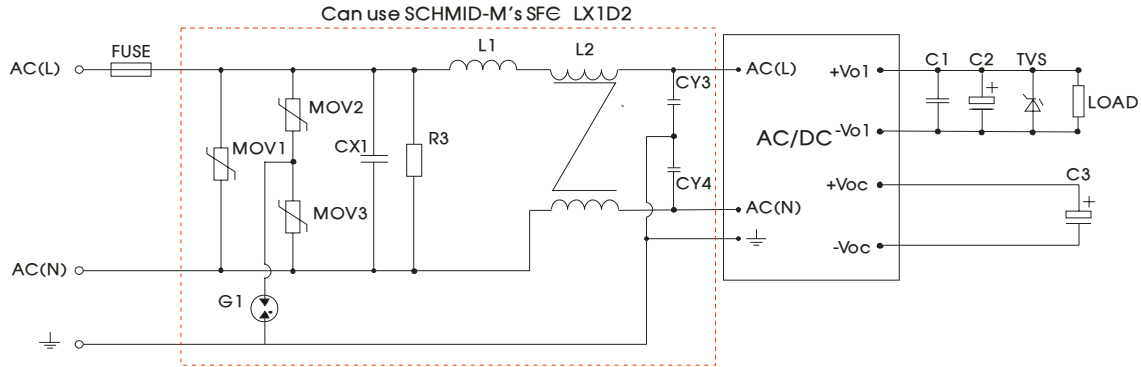 Can use SCHMID-M's SFC LX1D2
FUSE
L1
L2
AC(L)
AC(L)
+Vo1
C1
C2
TVS
CY3
MOV2
LOAD
MOV1
CX1
R3
-Vo1
AC/DC
CY4
+Voc
C3
MOV3
AC(N)
AC(N)
-Voc
G1